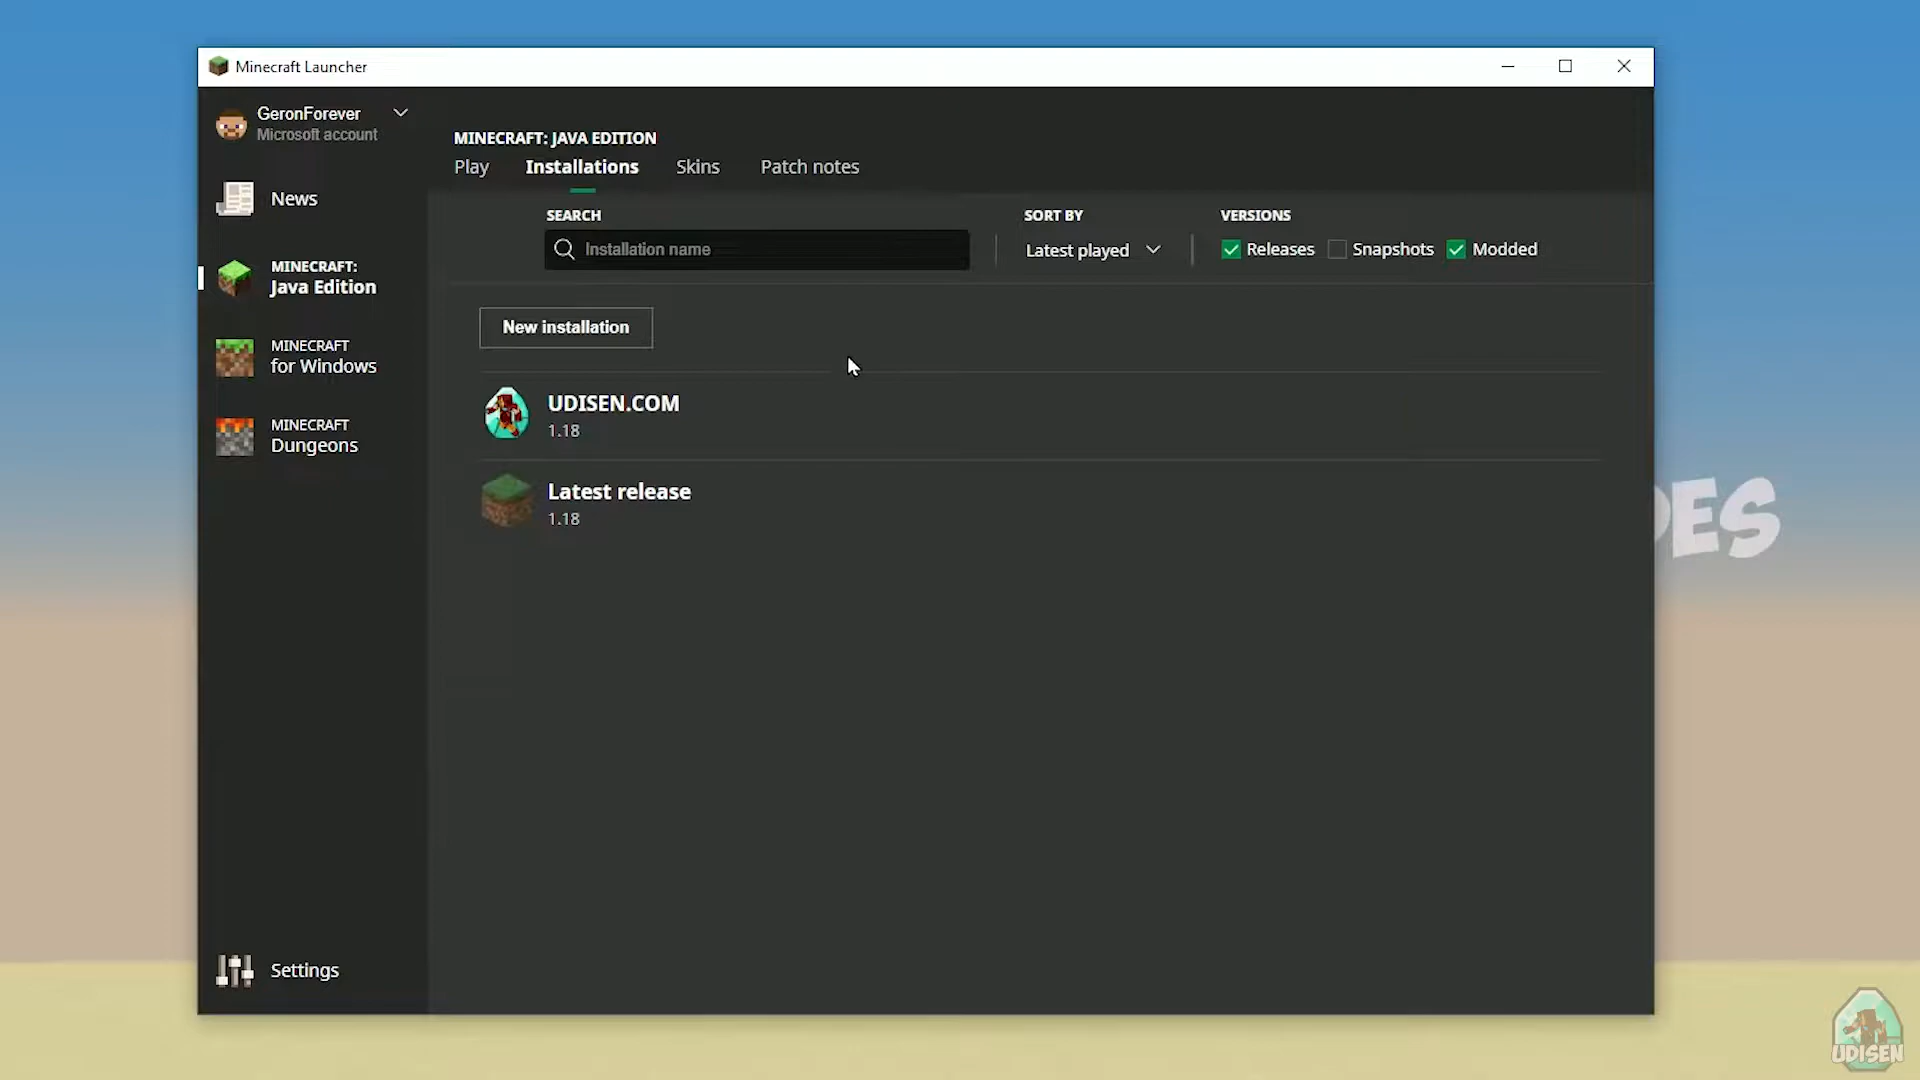 Minecraft Launcher
GeronForever
Microsoft account
News
MINECRAFT:
Java Edition
MINECRAFT
for Windows
MINECRAFT
Dungeons
Settings
MINECRAFT: JAVA EDITION
Play Installations Skins Patch notes
SEARCH SORT BY VERSIONS
Installation name Latest played Releases Snapshots Modded
New installation
UDISEN.COM
1.18
Latest release
1.18
UDISEN